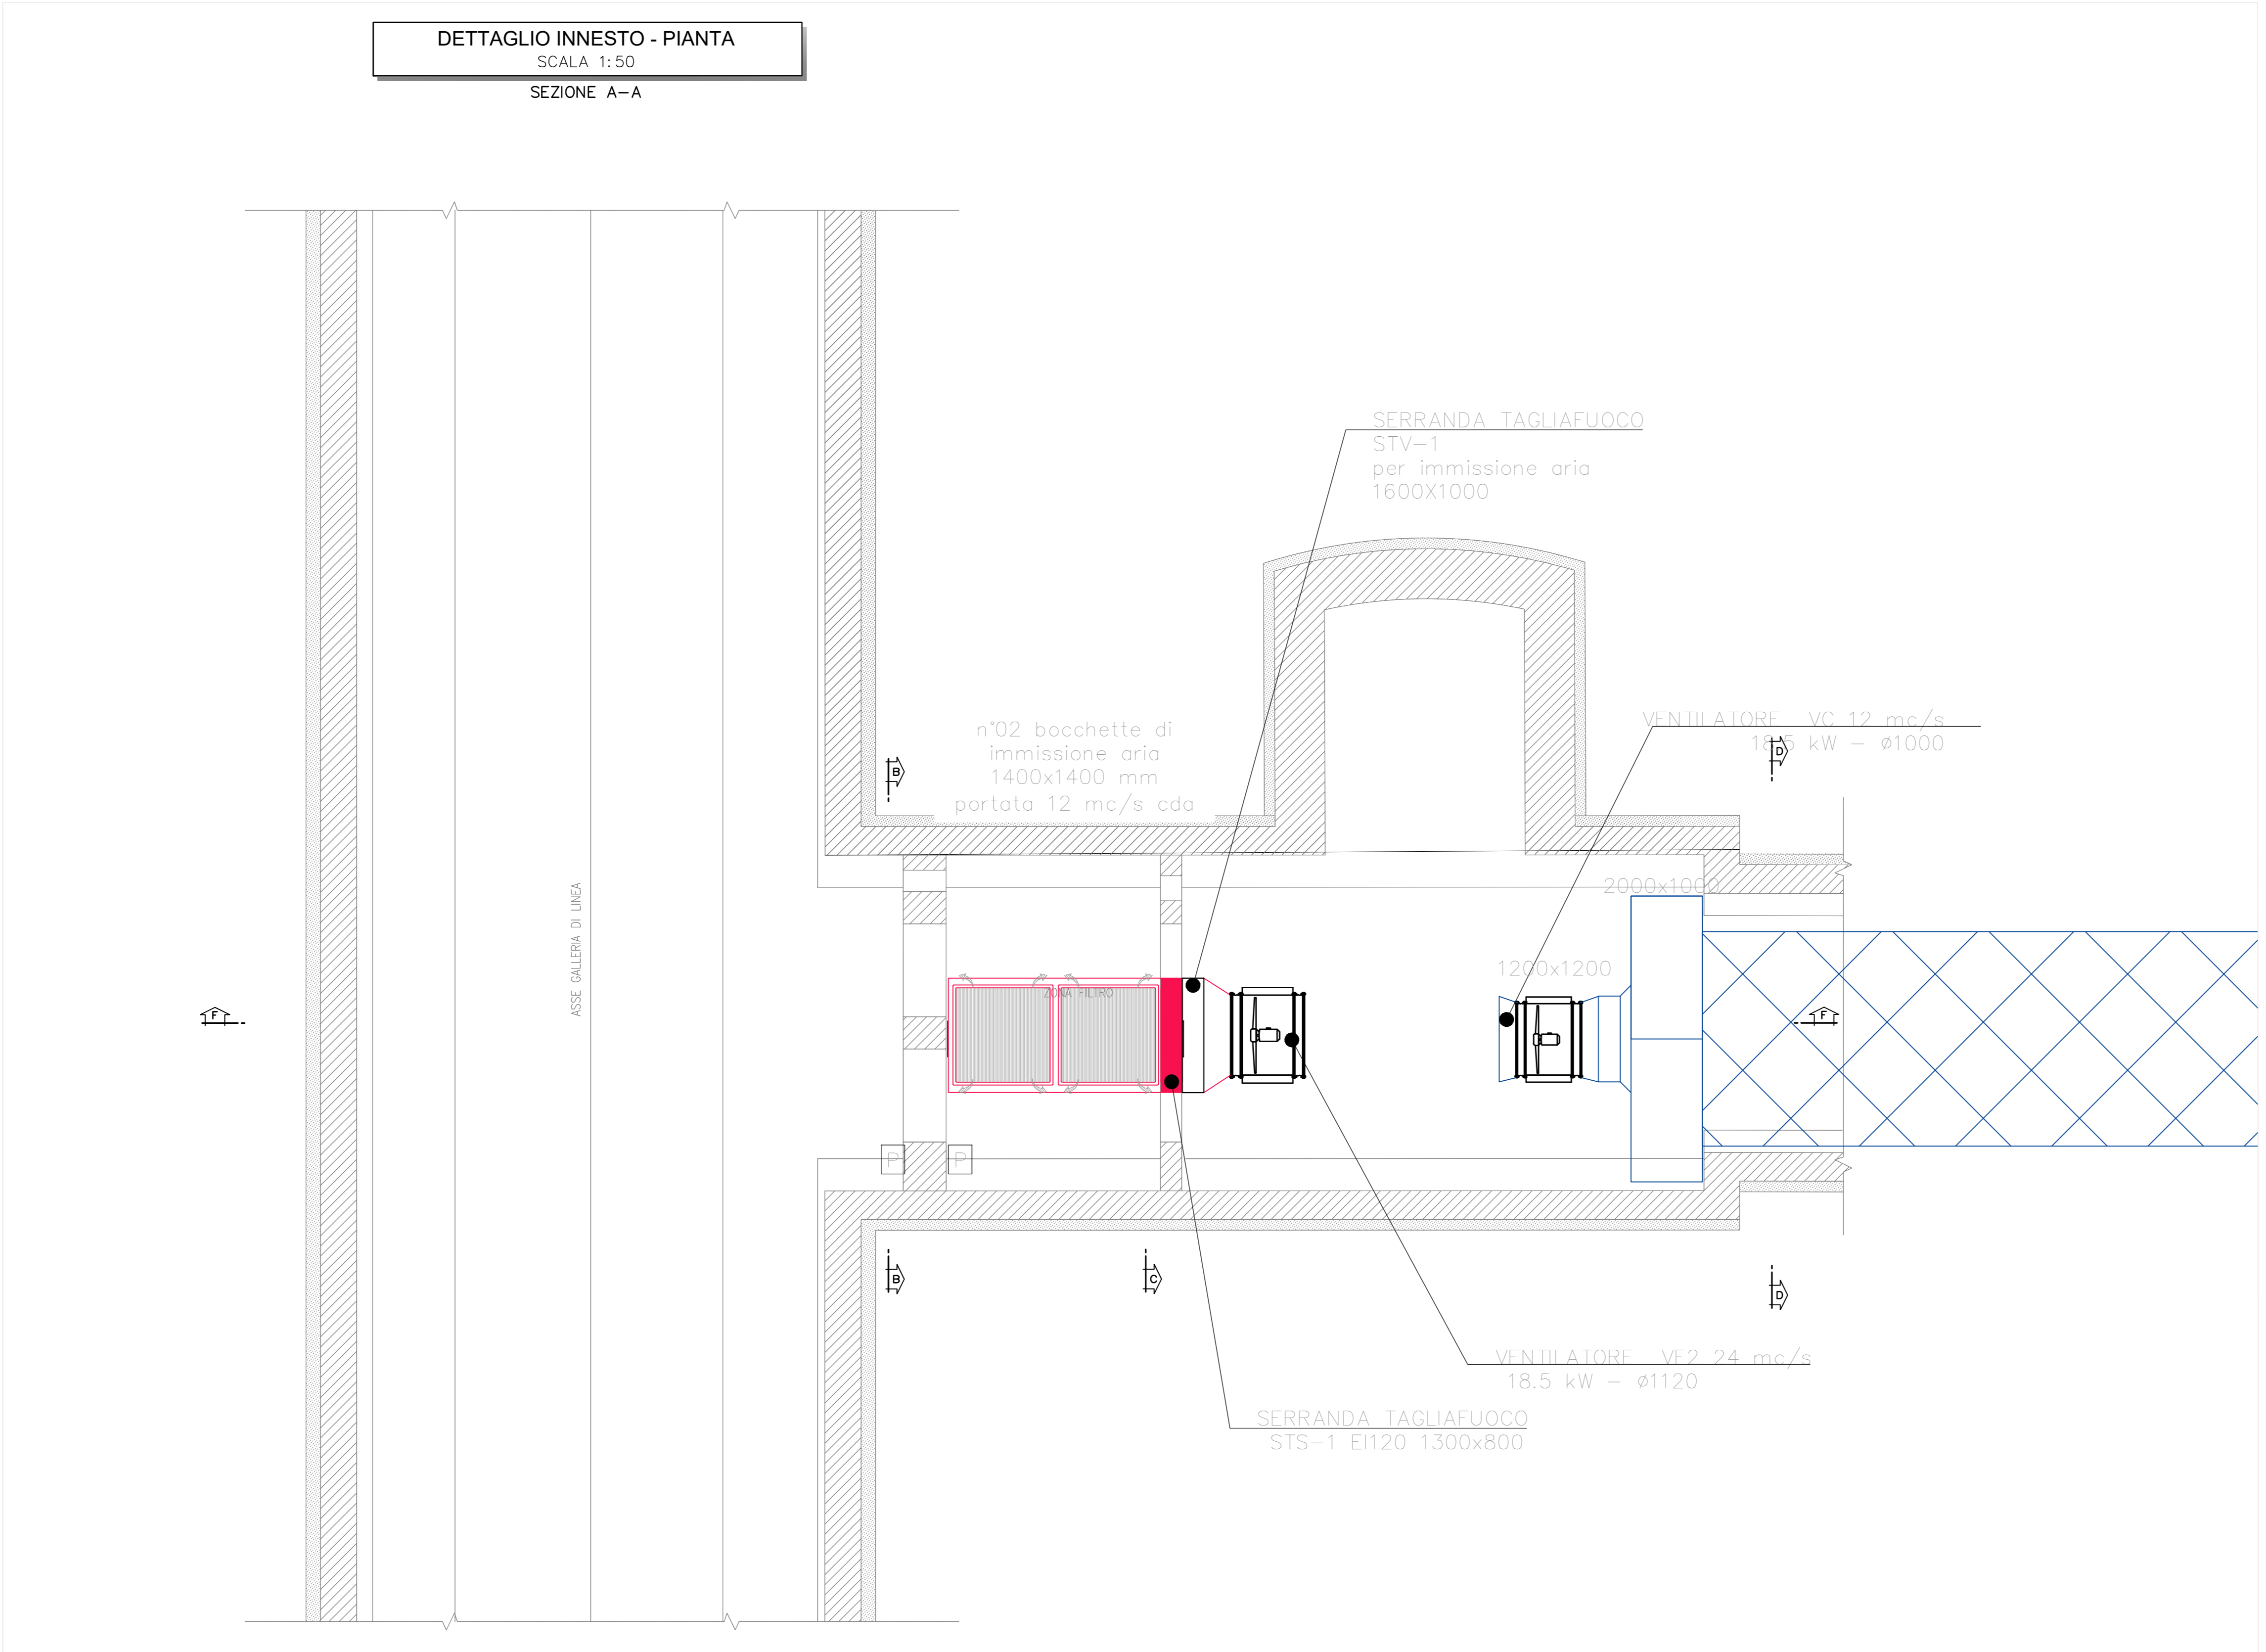 DETTAGLIO INNESTO - PIANTA
SCALA 1:50
SEZIONE A-A
SERRANDA TAGLIAFUOCO
STV-1
per immissione aria
1600X1000
n°02 bocchette di
immissione aria
1400x1400 mm
portata 12 mc/s cda
VENTILATORE VC 12 mc/s
18.5 kW - ø1000
B
D
2000x1000
1200x1200
ZONA FILTRO
ASSE GALLERIA DI LINEA
F
F
P
P
B
C
D
VENTILATORE VF2 24 mc/s
18.5 kW - ø1120
SERRANDA TAGLIAFUOCO
STS-1 EI120 1300x800